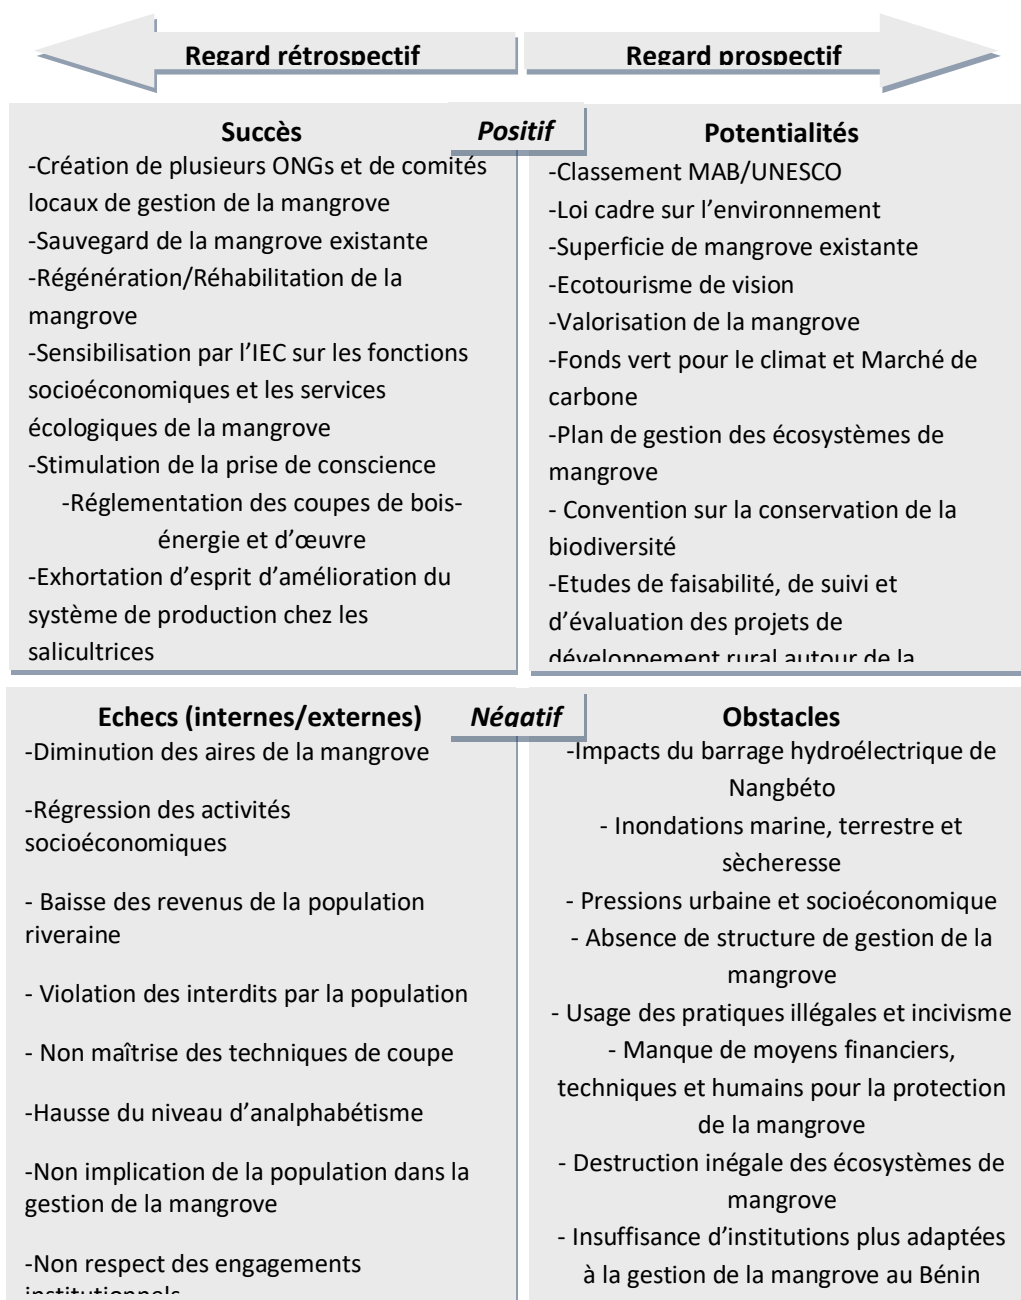 Regard rétrospectif
Regard prospectif
Succès
Positif
-Création de plusieurs ONGs et de comités
locaux de gestion de la mangrove
-Sauvegard de la mangrove existante
-Régénération/Réhabilitation de la
mangrove
-Sensibilisation par l’IEC sur les fonctions
socioéconomiques et les services
écologiques de la mangrove
-Stimulation de la prise de conscience
-Réglementation des coupes de bois-
énergie et d’œuvre
-Exhortation d’esprit d’amélioration du
système de production chez les
salicultrices
Potentialités
-Classement MAB/UNESCO
-Loi cadre sur l’environnement
-Superficie de mangrove existante
-Ecotourisme de vision
-Valorisation de la mangrove
-Fonds vert pour le climat et Marché de
carbone
-Plan de gestion des écosystèmes de
mangrove
- Convention sur la conservation de la
biodiversité
-Etudes de faisabilité, de suivi et
d’évaluation des projets de
développement rural autour de la
Echecs (internes/externes)
Négatif
-Diminution des aires de la mangrove
-Régression des activités
socioéconomiques
- Baisse des revenus de la population
riveraine
- Violation des interdits par la population
- Non maîtrise des techniques de coupe
-Hausse du niveau d’analphabétisme
-Non implication de la population dans la
gestion de la mangrove
-Non respect des engagements
institutionnels
Obstacles
-Impacts du barrage hydroélectrique de
Nangbéto
- Inondations marine, terrestre et
sècheresse
- Pressions urbaine et socioéconomique
- Absence de structure de gestion de la
mangrove
- Usage des pratiques illégales et incivisme
- Manque de moyens financiers,
techniques et humains pour la protection
de la mangrove
- Destruction inégale des écosystèmes de
mangrove
- Insuffisance d’institutions plus adaptées
à la gestion de la mangrove au Bénin